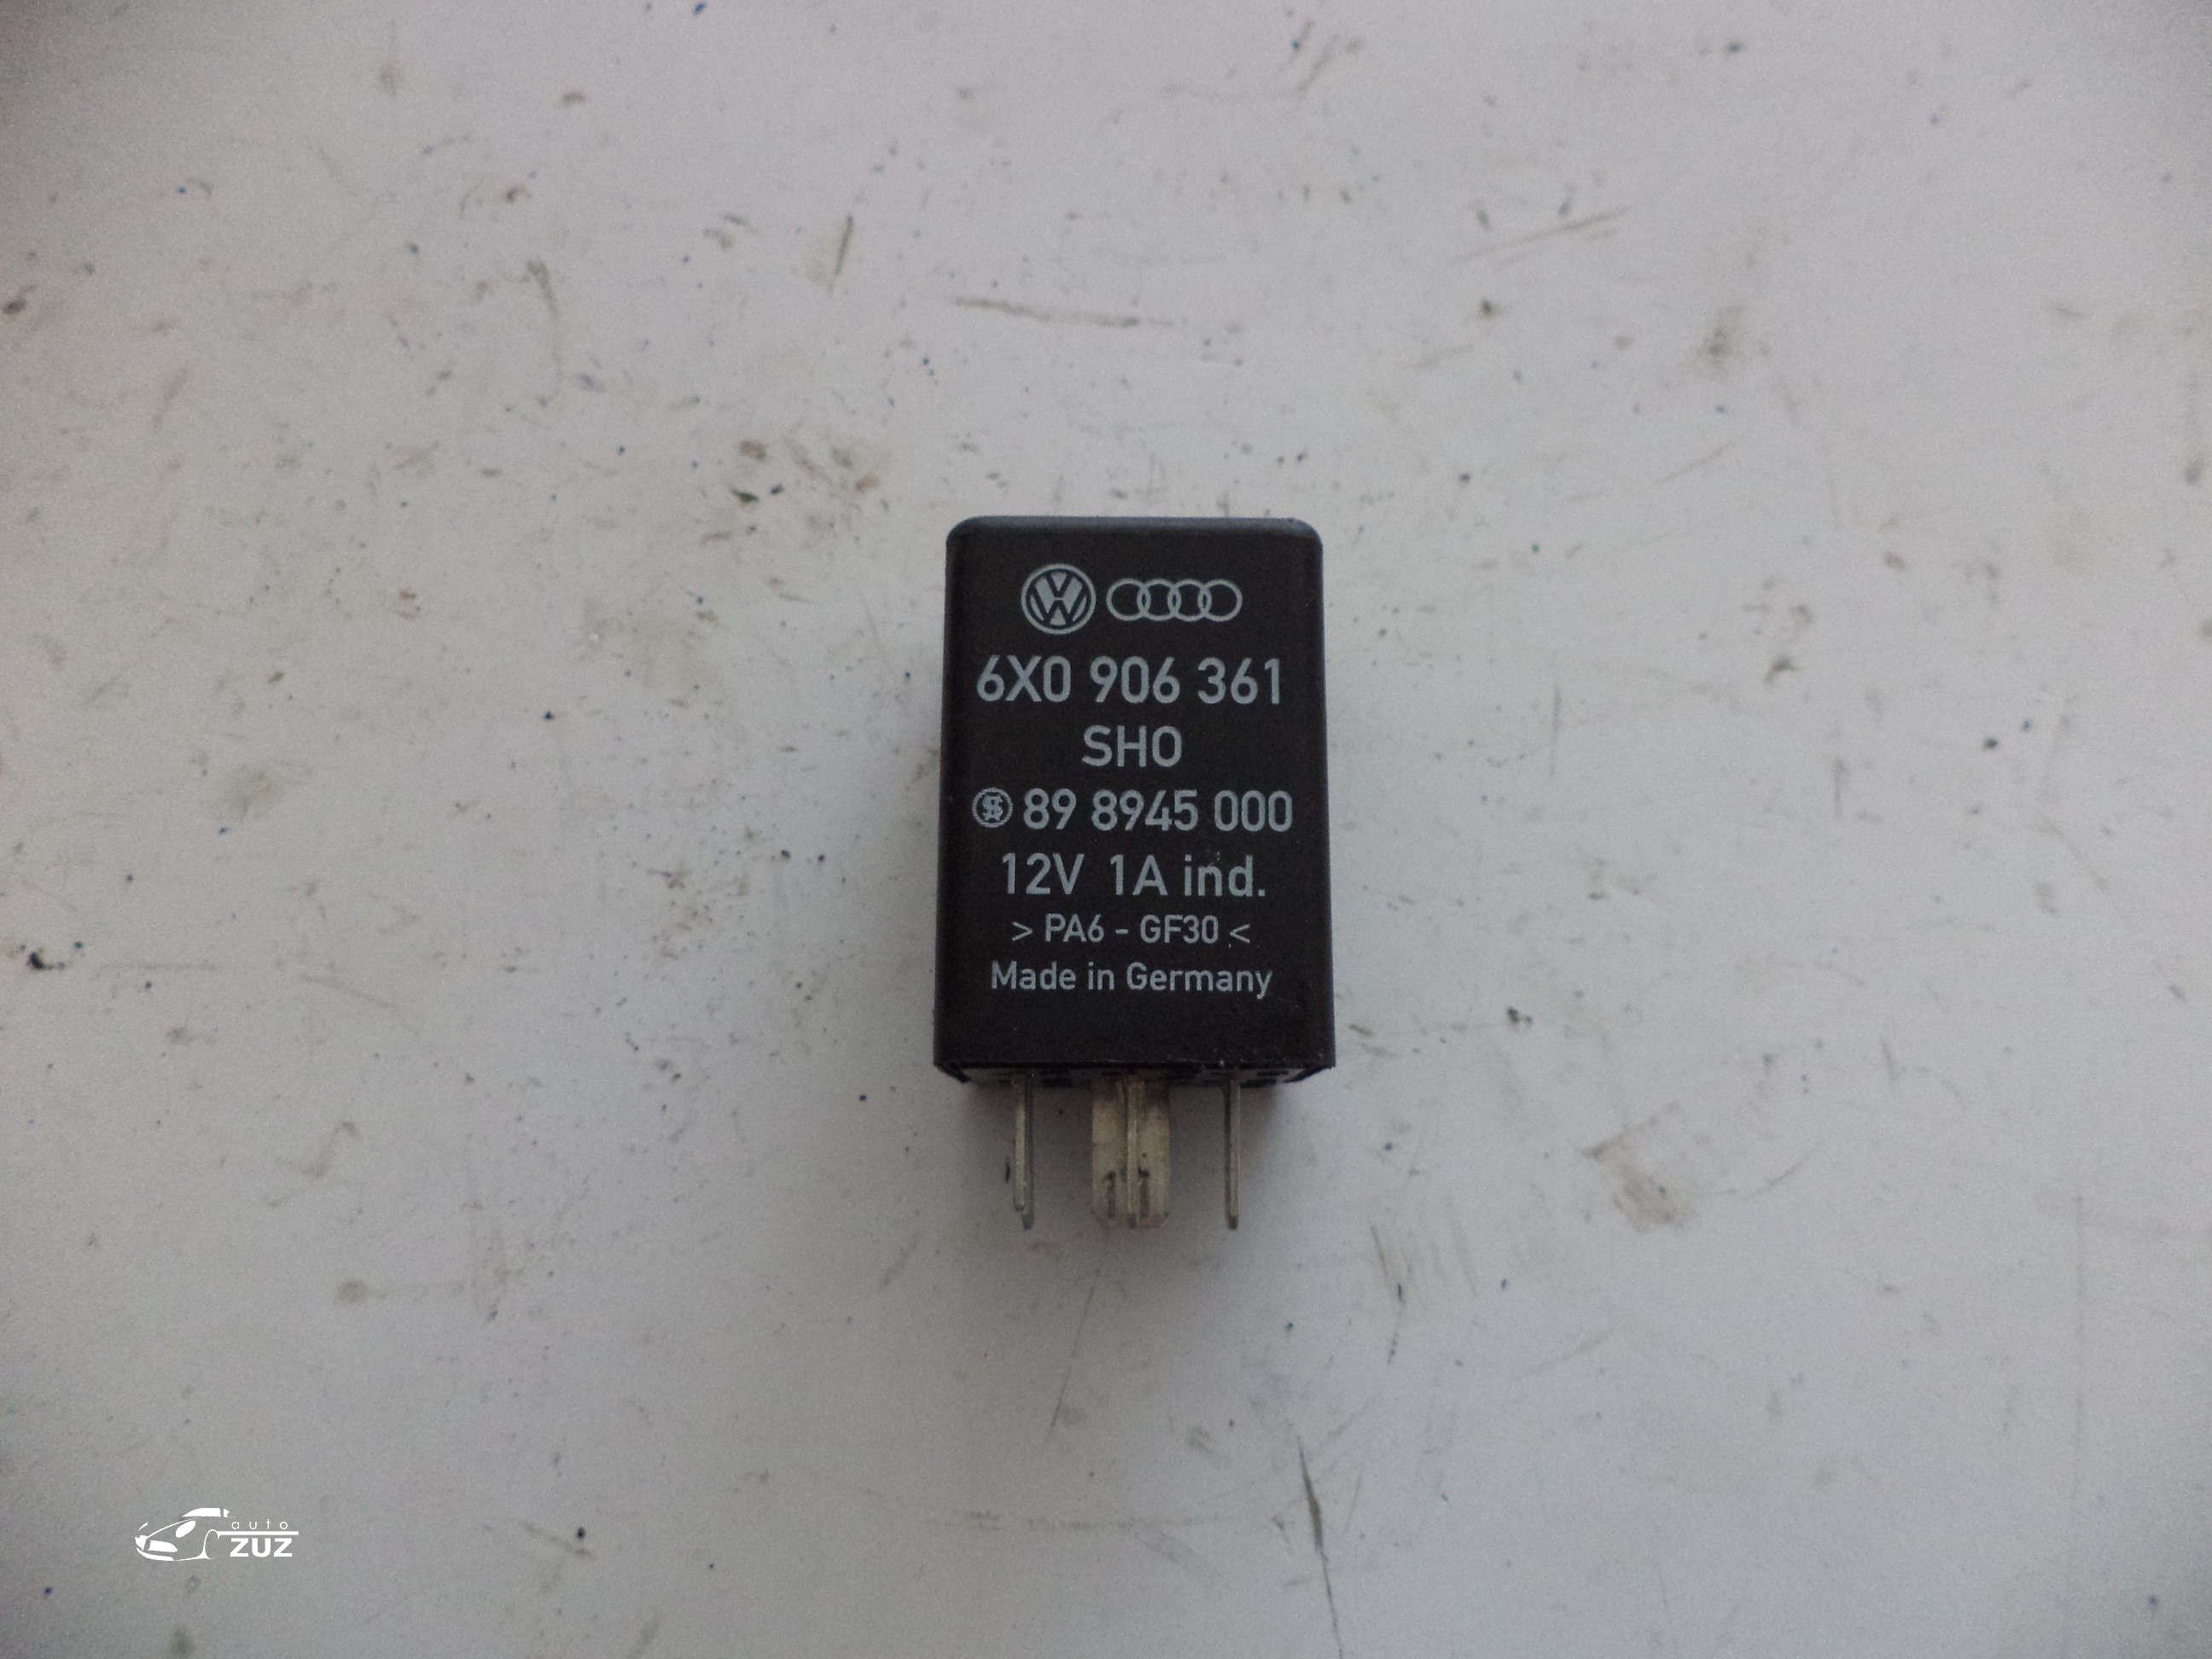 6X0 906 361
SHO
89 8945 000
12V 1A ind.
> PA6 - GF30 <
Made in Germany
auto
ZUZ